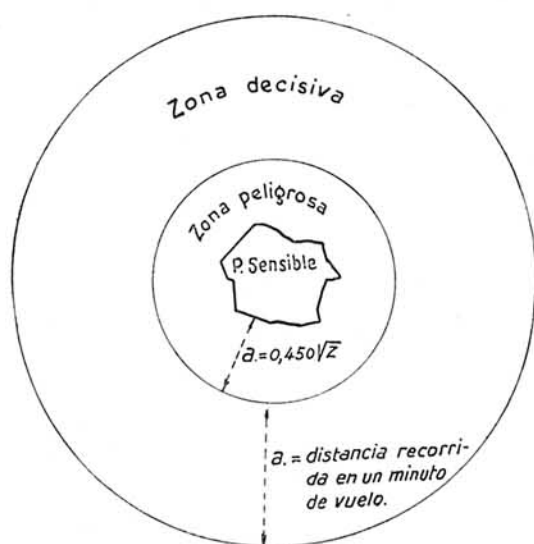 Zona decisiva
Zona peligrosa
P. Sensible
a.=0,450√z
a. = distancia recorri-
da en un minuto
de vuelo.